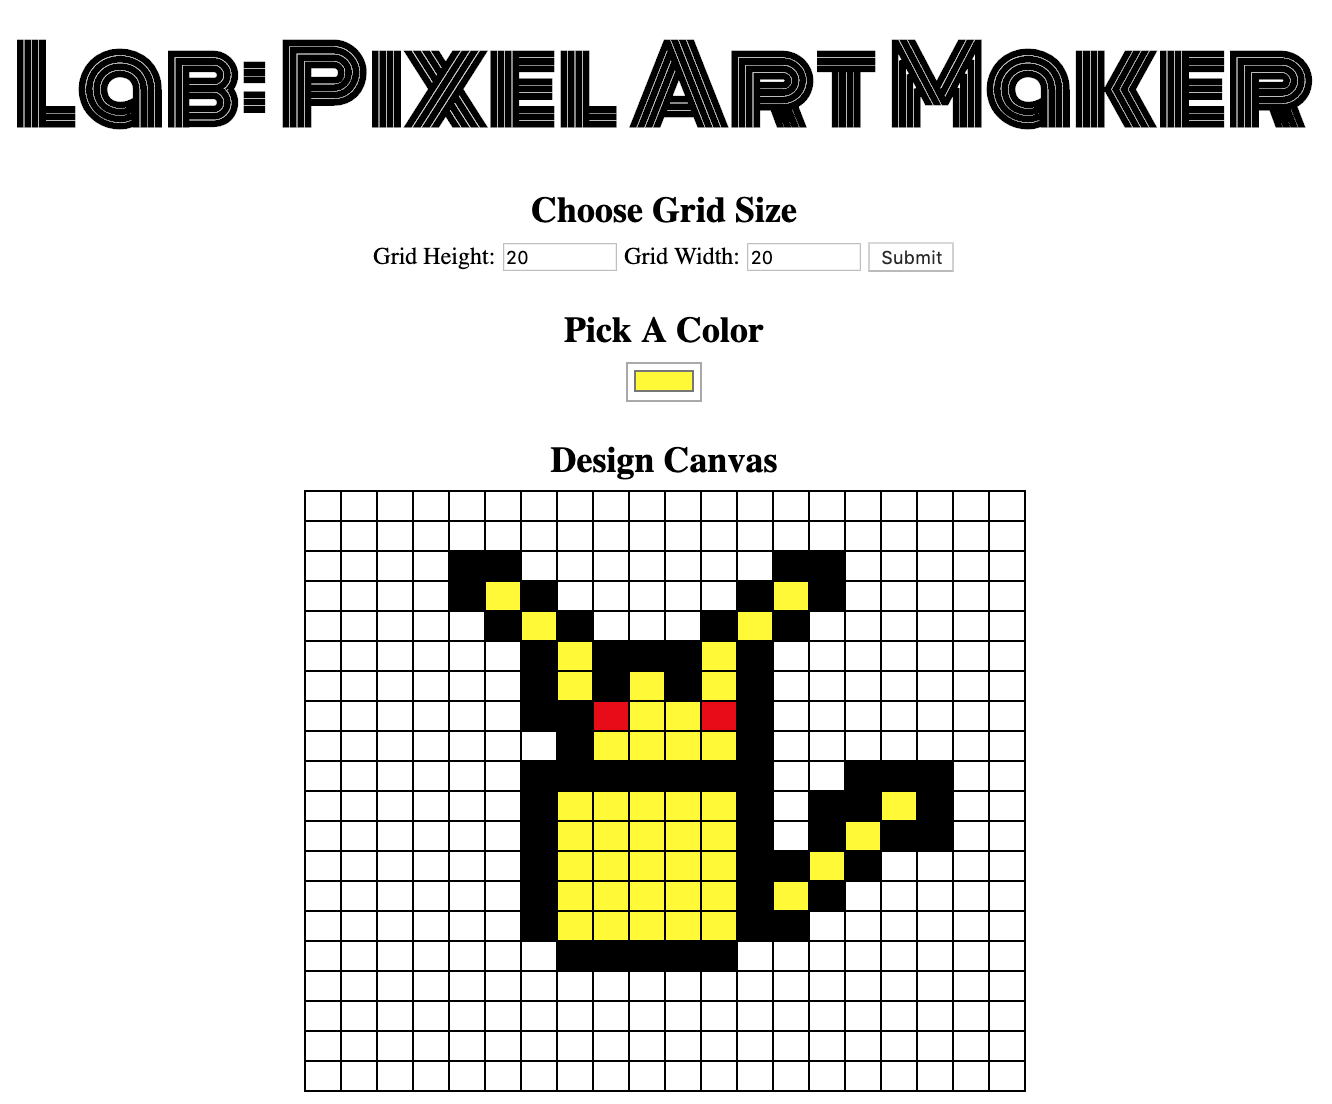 Lab: Pixel Art Maker
Choose Grid Size
Grid Height: 20 Grid Width: 20 Submit
Pick A Color
Design Canvas